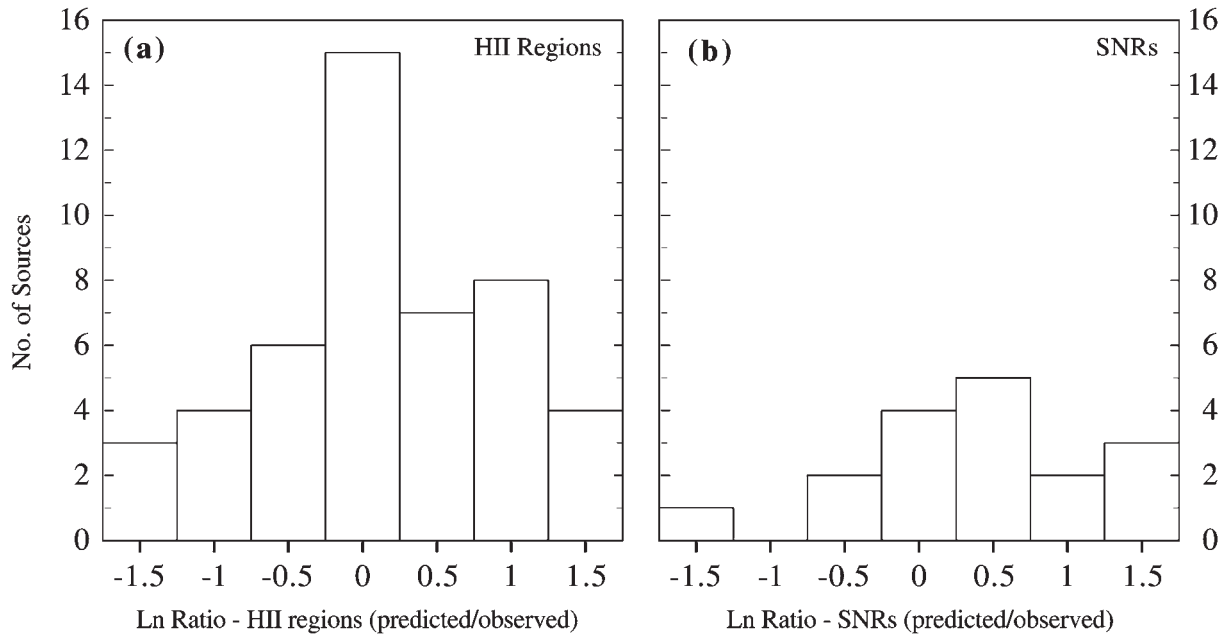 (a) HII Regions
16
14
12
10
8
6
4
2
0
No. of Sources
-1.5 -1 -0.5 0 0.5 1 1.5
Ln Ratio - HII regions (predicted/observed)
(b) SNRs
16
14
12
10
8
6
4
2
0
-1.5 -1 -0.5 0 0.5 1 1.5
Ln Ratio - SNRs (predicted/observed)